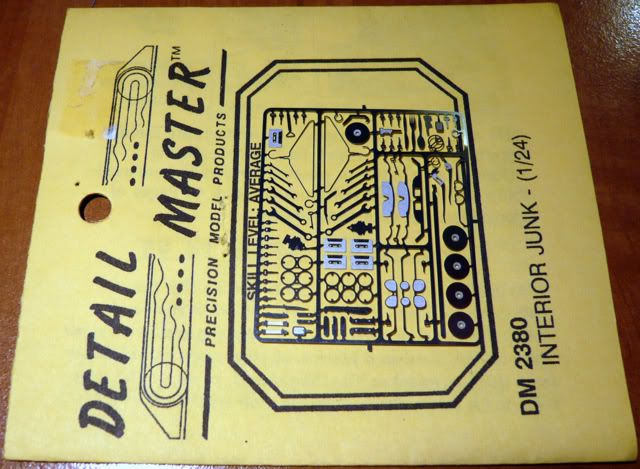 DETAIL
MASTER™
PRECISION MODEL PRODUCTS
SKILL LEVEL: AVERAGE
DM 2380
INTERIOR JUNK - (1/24)